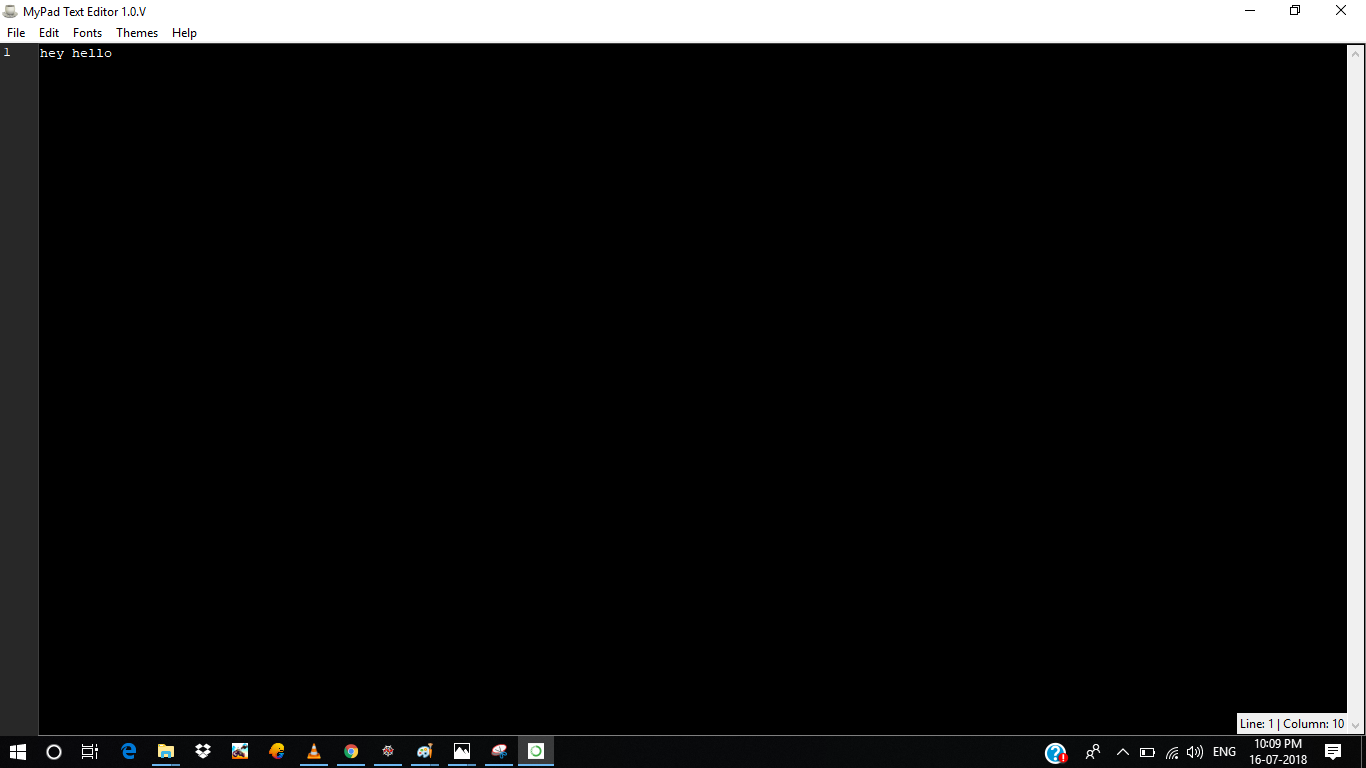 MyPad Text Editor 1.0.V
File Edit Fonts Themes Help
1 hey hello
Line: 1 | Column: 10
ENG
10:09 PM
16-07-2018